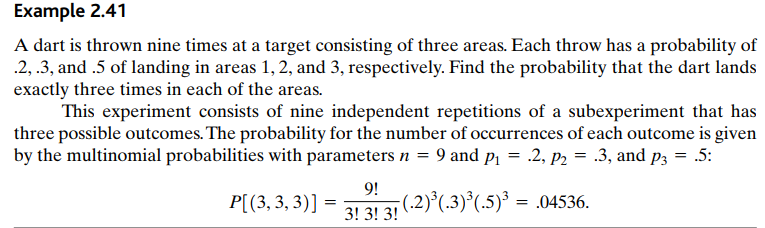 Example 2.41
A dart is thrown nine times at a target consisting of three areas. Each throw has a probability of
.2, .3, and .5 of landing in areas 1, 2, and 3, respectively. Find the probability that the dart lands
exactly three times in each of the areas.
This experiment consists of nine independent repetitions of a subexperiment that has
three possible outcomes. The probability for the number of occurrences of each outcome is given
by the multinomial probabilities with parameters n = 9 and p₁ = .2, p₂ = .3, and p₃ = .5:
P[(3, 3, 3)] = 9! / 3! 3! 3! (.2)³(.3)³(.5)³ = .04536.